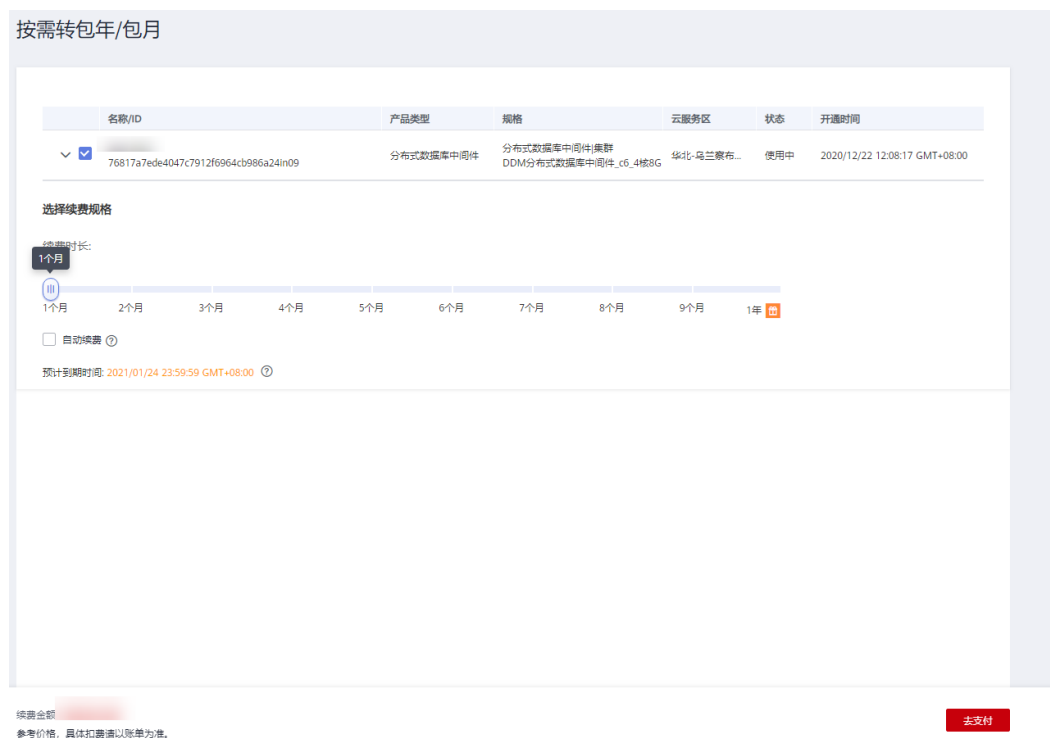 按需转包年/包月
名称/ID 产品类型 规格 云服务区 状态 开通时间
76817a7ede4047c7912f6964cb986a24in09 分布式数据库中间件 分布式数据库中间件|集群 华北-乌兰察布... 使用中 2020/12/22 12:08:17 GMT+08:00
DDM分布式数据库中间件_c6_4核8G
选择续费规格
续费时长:
1个月
1个月 2个月 3个月 4个月 5个月 6个月 7个月 8个月 9个月 1年
自动续费 ?
预计到期时间: 2021/01/24 23:59:59 GMT+08:00 ?
续费金额
去支付
参考价格，具体扣费请以账单为准。